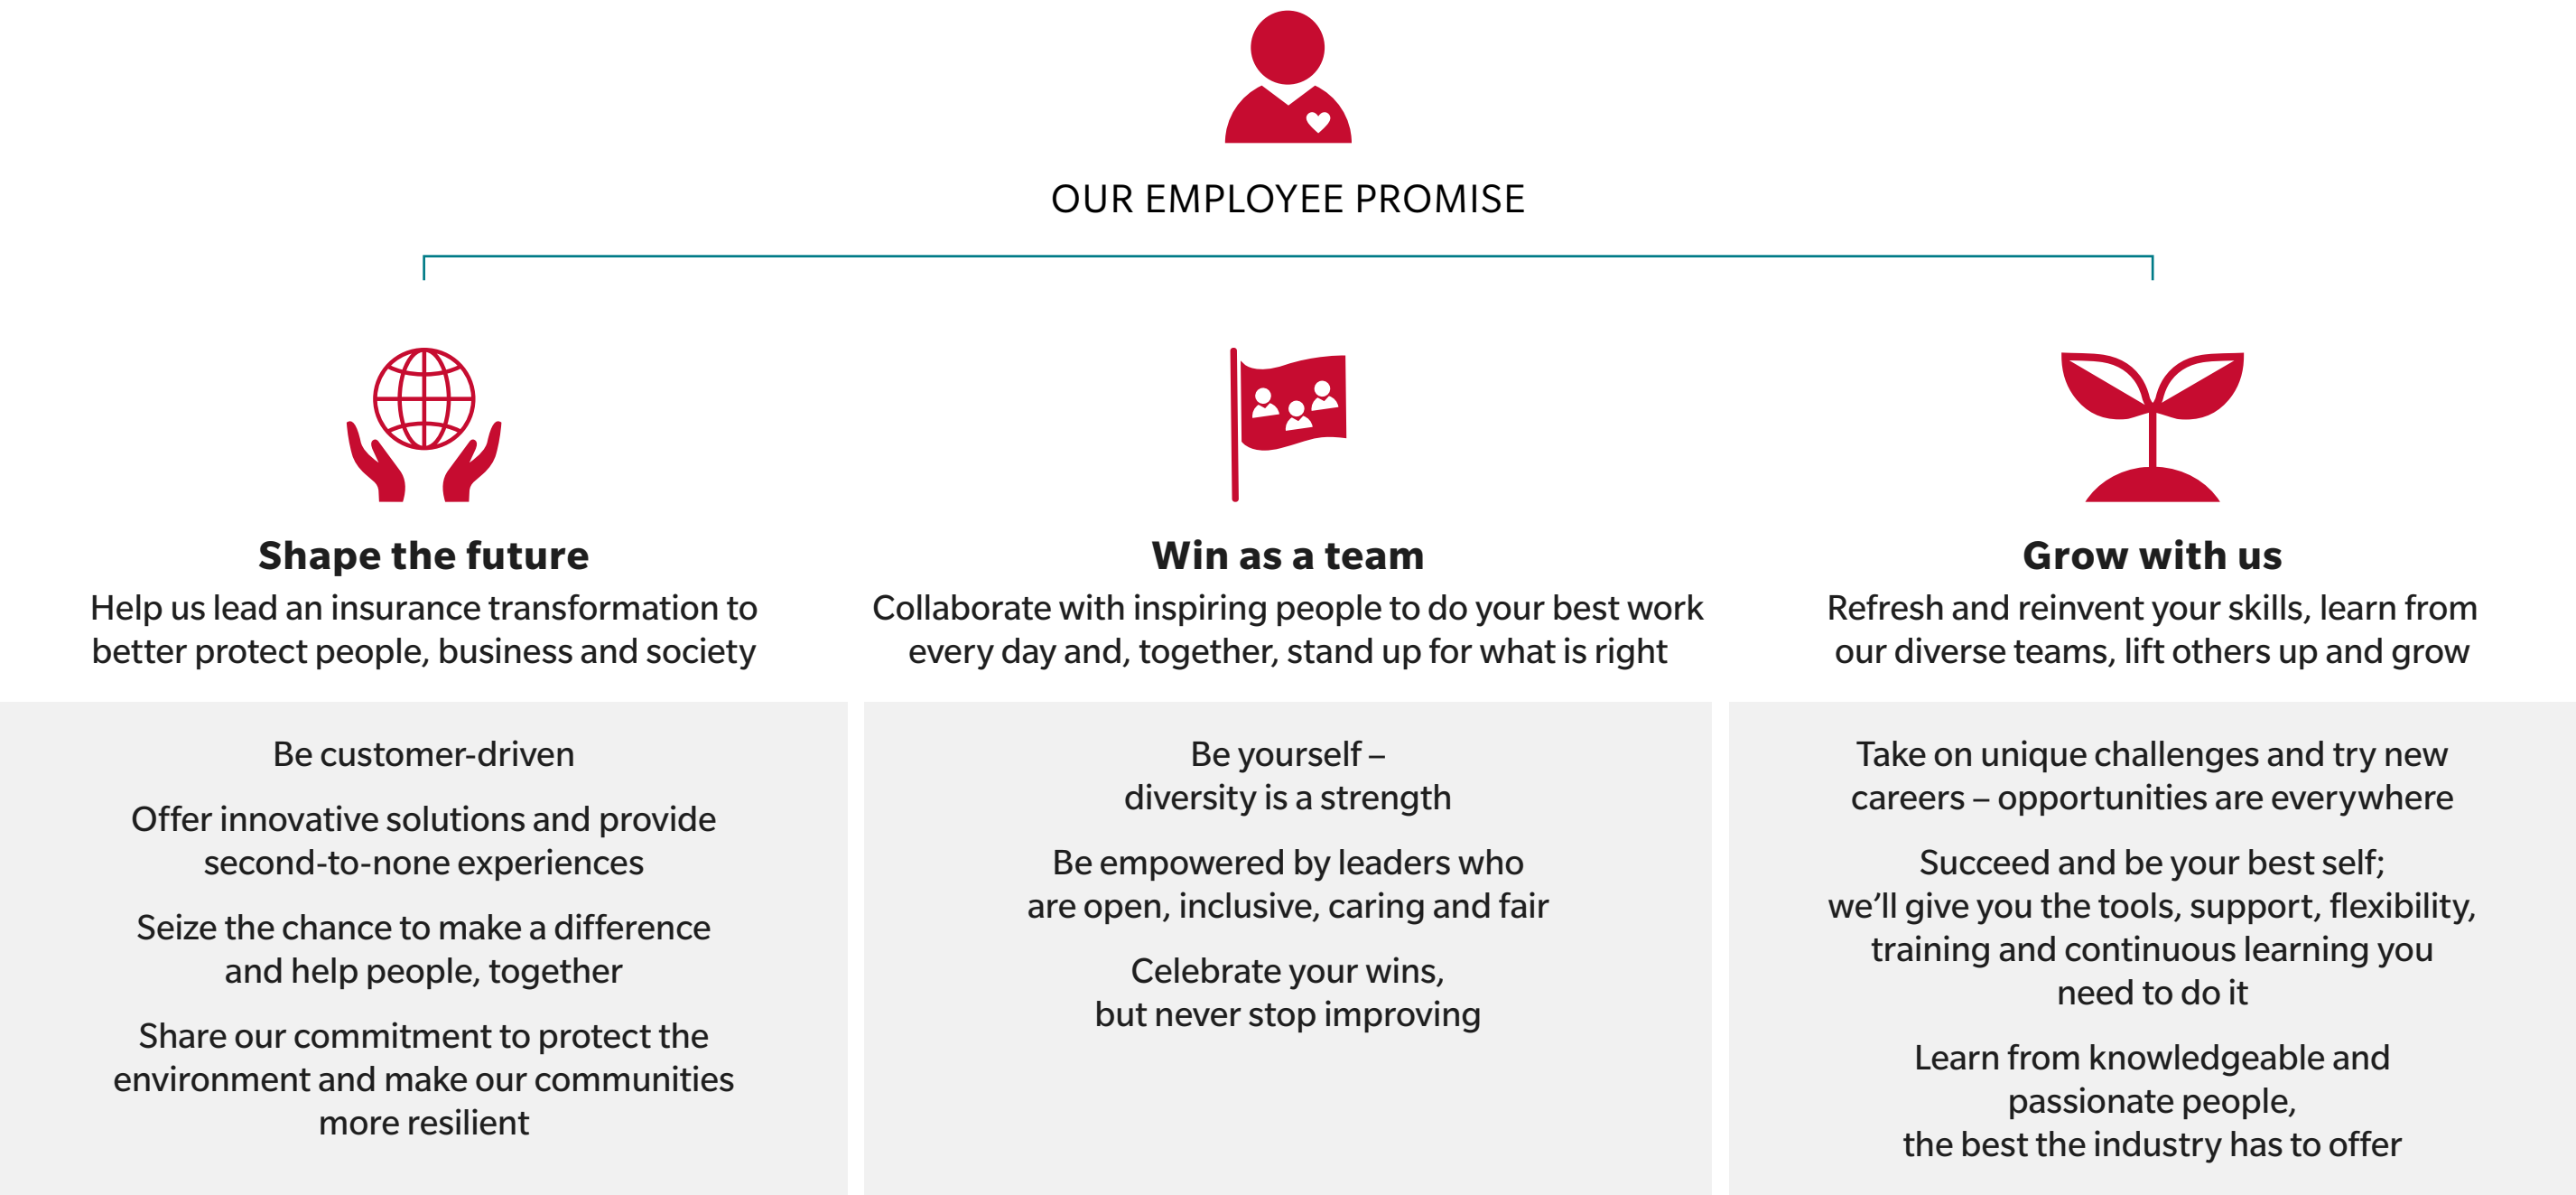 OUR EMPLOYEE PROMISE
Shape the future
Help us lead an insurance transformation to
better protect people, business and society
Be customer-driven
Offer innovative solutions and provide
second-to-none experiences
Seize the chance to make a difference
and help people, together
Share our commitment to protect the
environment and make our communities
more resilient
Win as a team
Collaborate with inspiring people to do your best work
every day and, together, stand up for what is right
Be yourself –
diversity is a strength
Be empowered by leaders who
are open, inclusive, caring and fair
Celebrate your wins,
but never stop improving
Grow with us
Refresh and reinvent your skills, learn from
our diverse teams, lift others up and grow
Take on unique challenges and try new
careers – opportunities are everywhere
Succeed and be your best self;
we’ll give you the tools, support, flexibility,
training and continuous learning you
need to do it
Learn from knowledgeable and
passionate people,
the best the industry has to offer